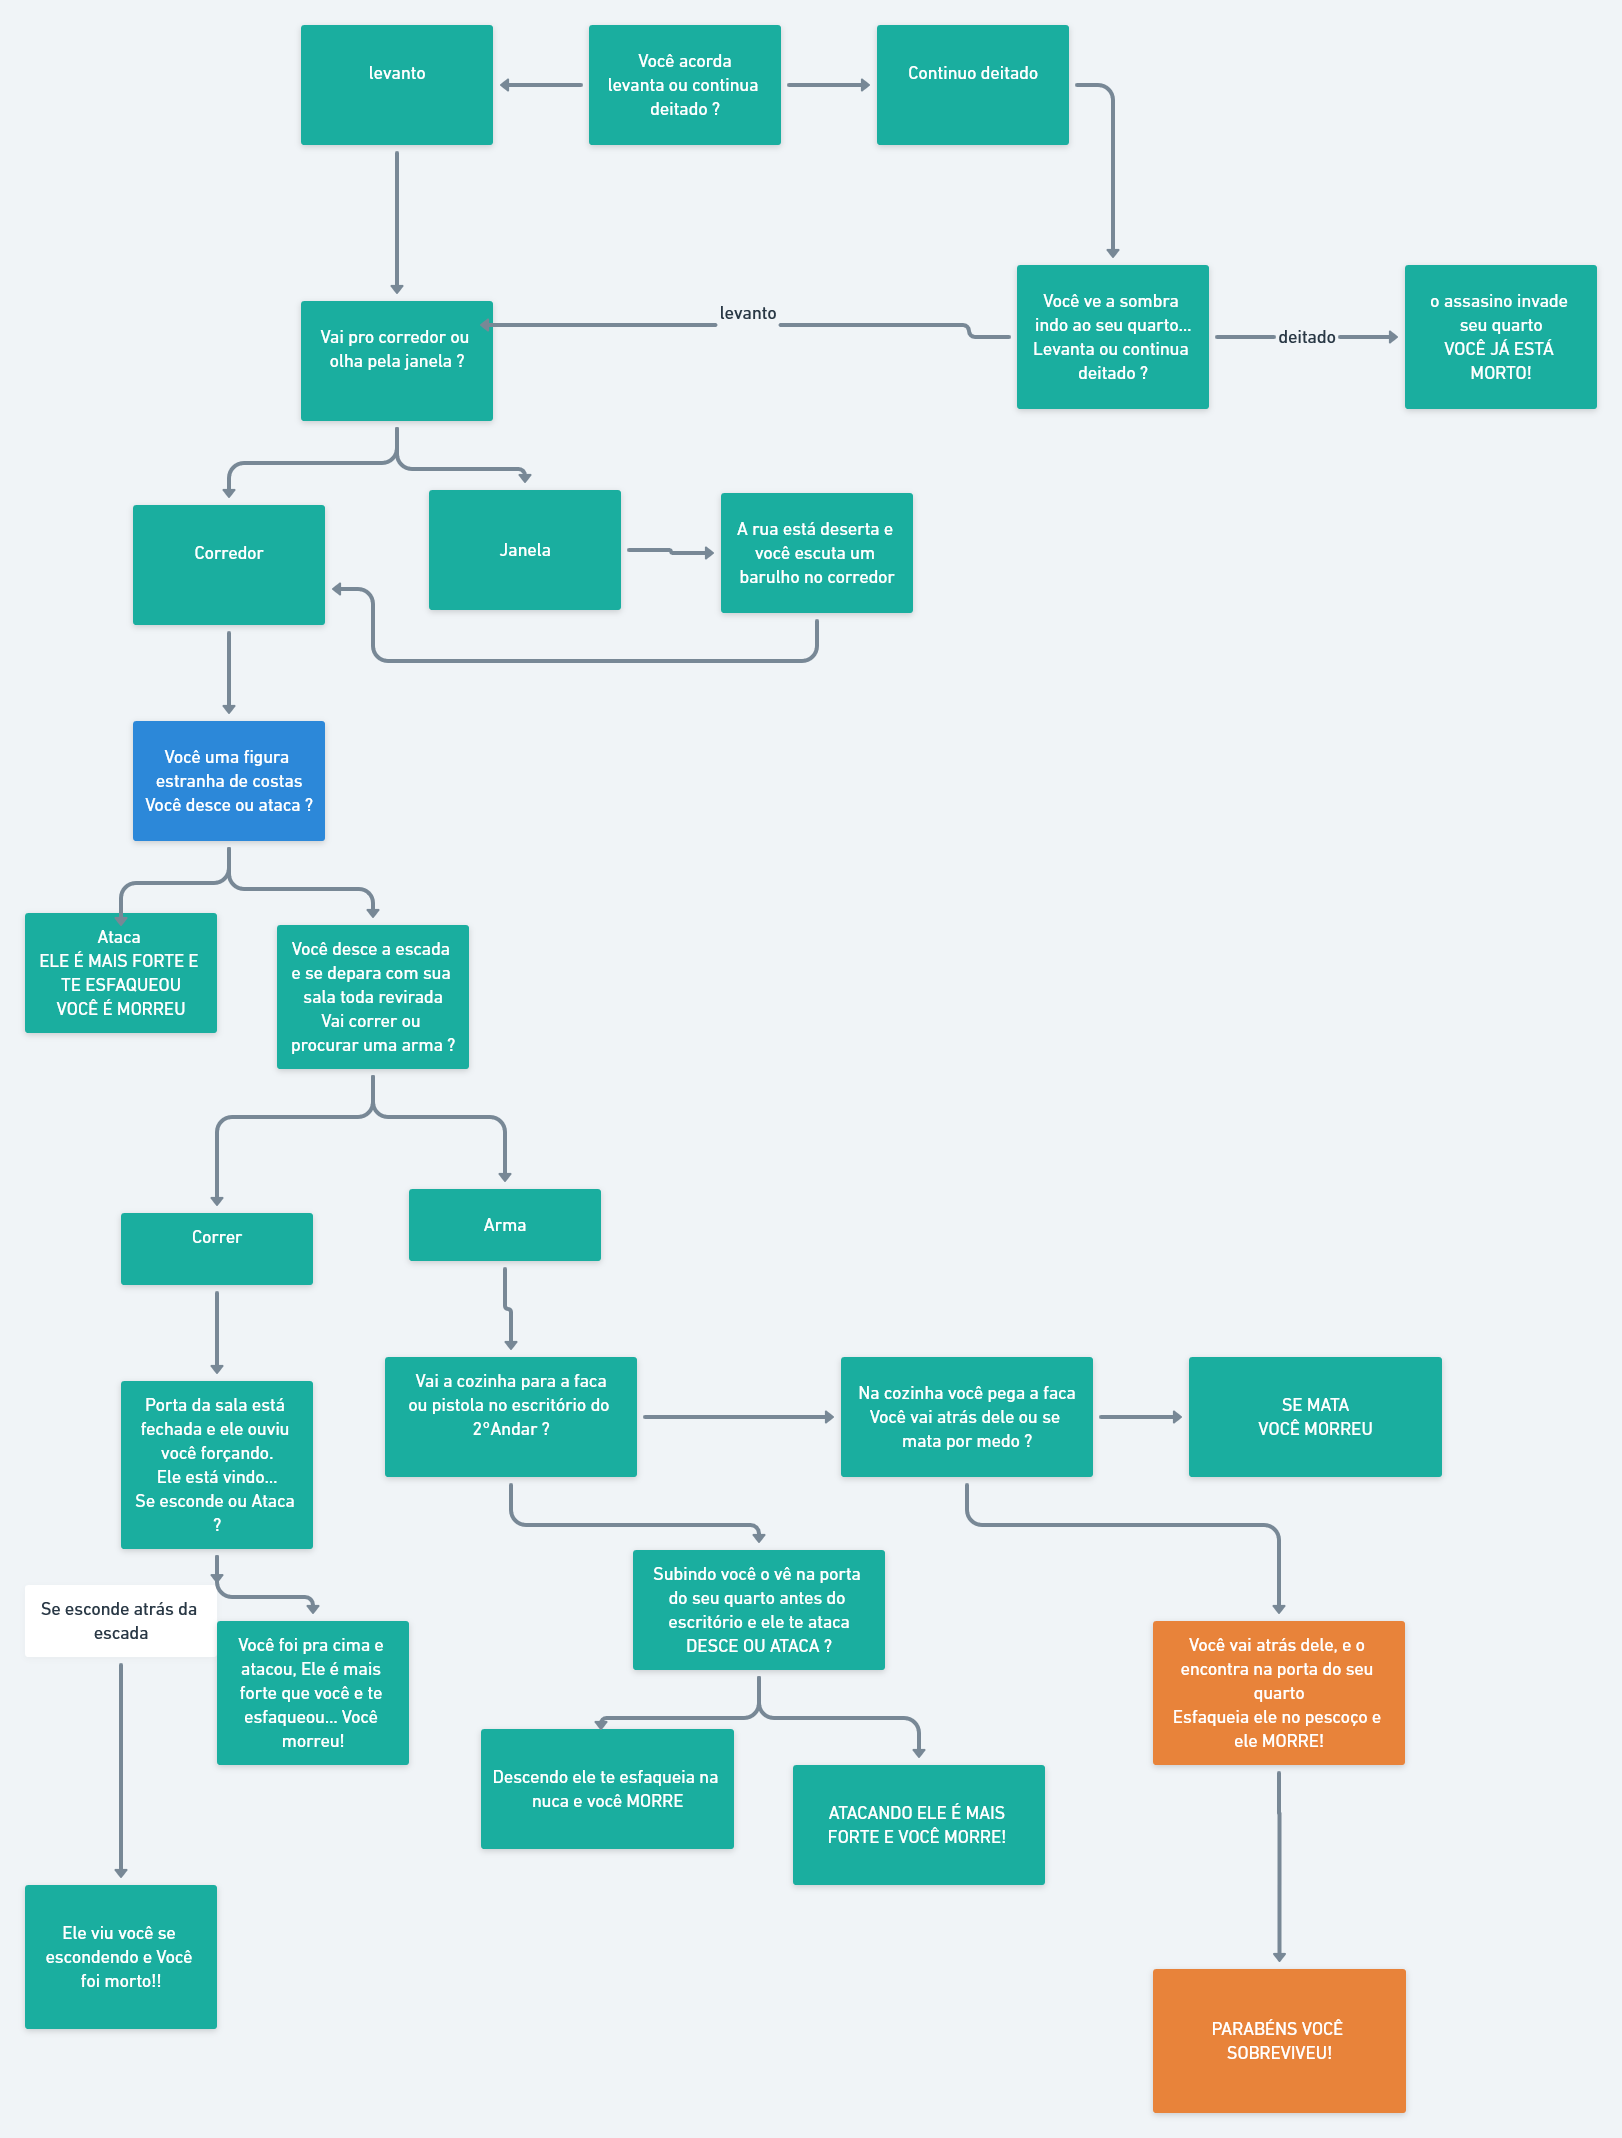 levanto
Você acorda
levanta ou continua
deitado ?
Continuo deitado
Você ve a sombra
indo ao seu quarto...
Levanta ou continua
deitado ?
levanto
deitado
o assasino invade
seu quarto
VOCÊ JÁ ESTÁ
MORTO!
Vai pro corredor ou
olha pela janela ?
Corredor
Janela
A rua está deserta e
você escuta um
barulho no corredor
Você uma figura
estranha de costas
Você desce ou ataca ?
Ataca
ELE É MAIS FORTE E
TE ESFAQUEOU
VOCÊ É MORREU
Você desce a escada
e se depara com sua
sala toda revirada
Vai correr ou
procurar uma arma ?
Correr
Arma
Porta da sala está
fechada e ele ouviu
você forçando.
Ele está vindo...
Se esconde ou Ataca
?
Vai a cozinha para a faca
ou pistola no escritório do
2°Andar ?
Na cozinha você pega a faca
Você vai atrás dele ou se
mata por medo ?
SE MATA
VOCÊ MORREU
Se esconde atrás da
escada
Você foi pra cima e
atacou, Ele é mais
forte que você e te
esfaqueou... Você
morreu!
Subindo você o vê na porta
do seu quarto antes do
escritório e ele te ataca
DESCE OU ATACA ?
Você vai atrás dele, e o
encontra na porta do seu
quarto
Esfaqueia ele no pescoço e
ele MORRE!
Descendo ele te esfaqueia na
nuca e você MORRE
ATACANDO ELE É MAIS
FORTE E VOCÊ MORRE!
Ele viu você se
escondendo e Você
foi morto!!
PARABÉNS VOCÊ
SOBREVIVEU!